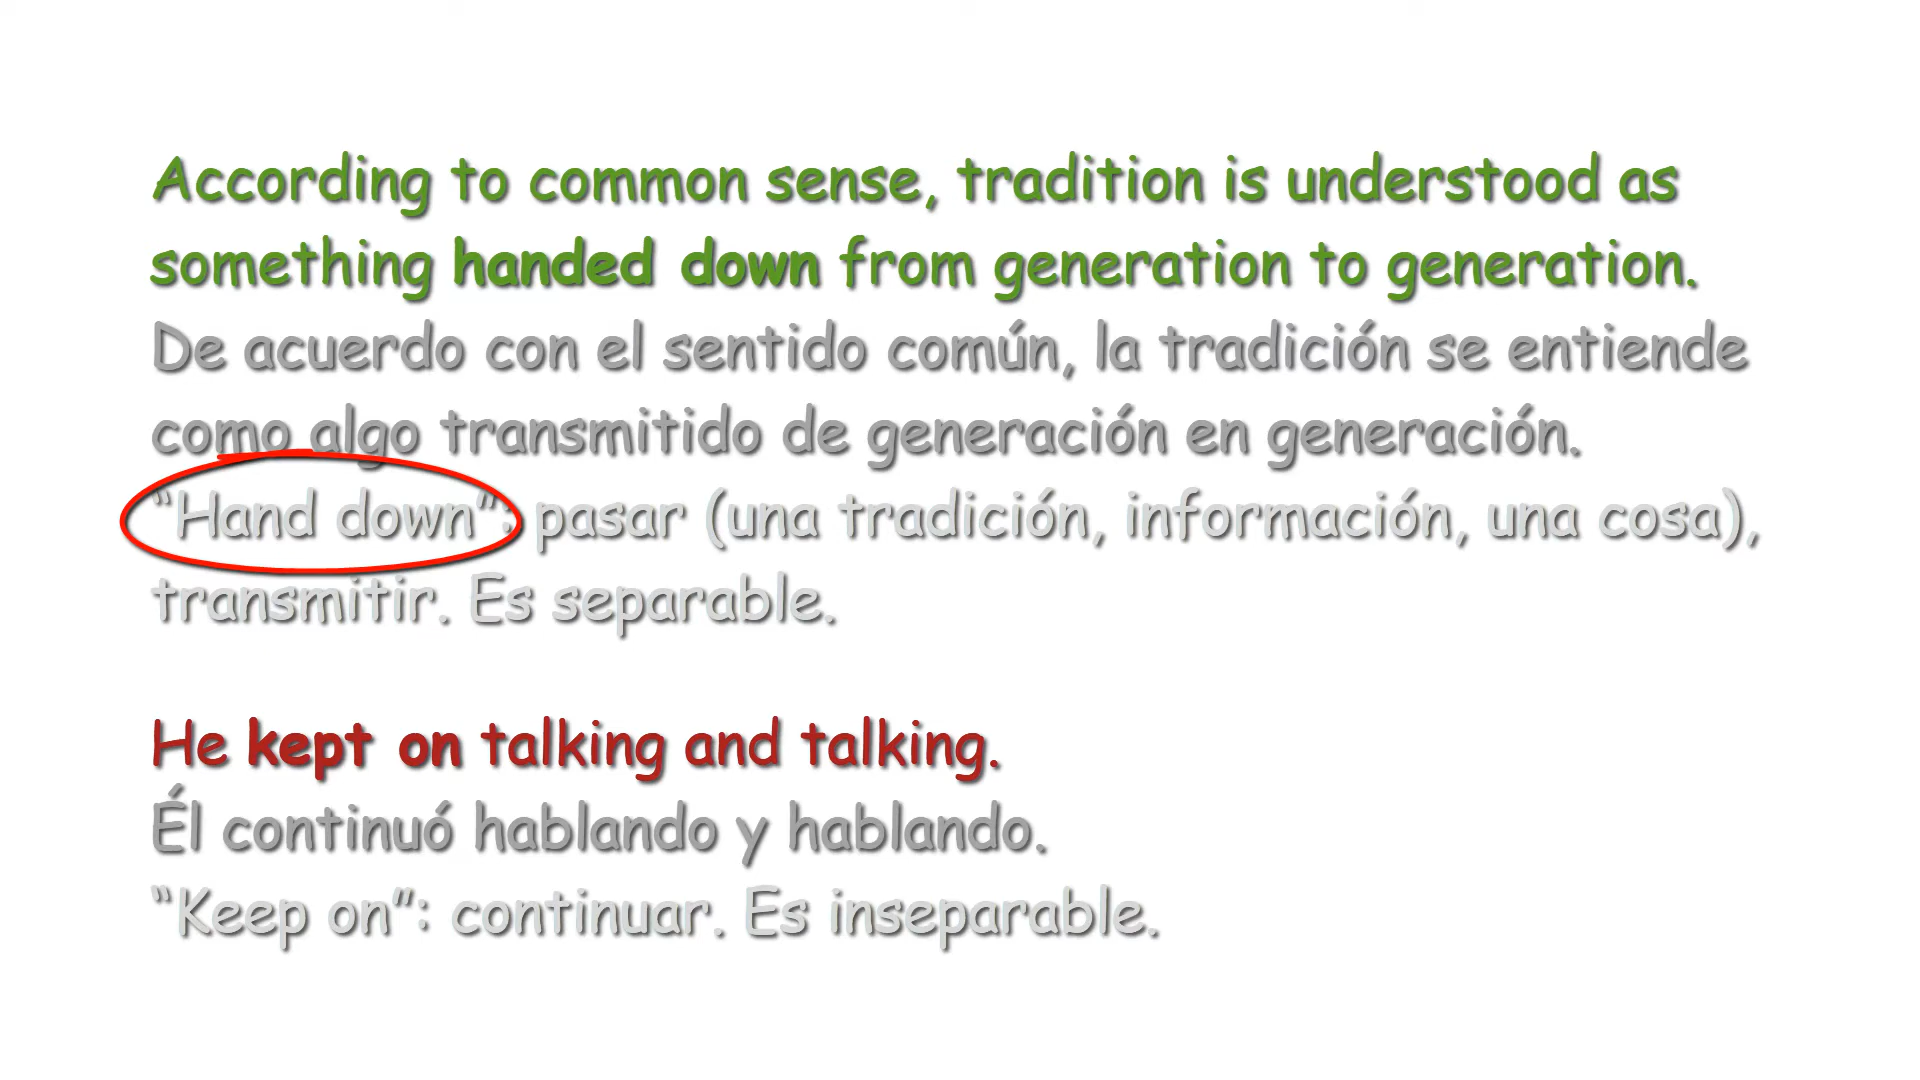 According to common sense, tradition is understood as
something handed down from generation to generation.
De acuerdo con el sentido común, la tradición se entiende
como algo transmitido de generación en generación.
“Hand down”: pasar (una tradición, información, una cosa),
transmitir. Es separable.
He kept on talking and talking.
Él continuó hablando y hablando.
“Keep on”: continuar. Es inseparable.